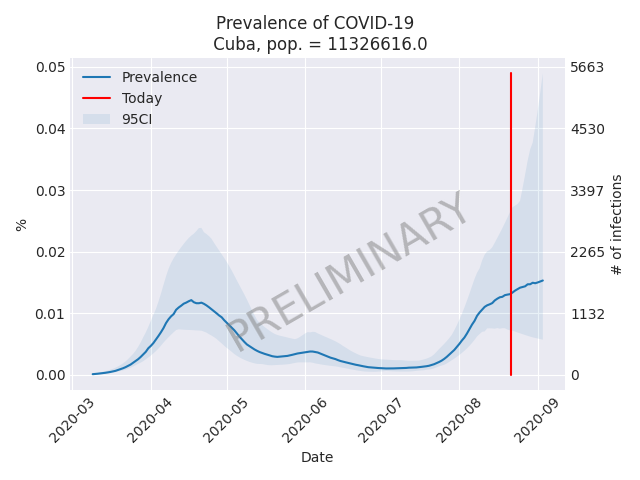 Prevalence of COVID-19
Cuba, pop. = 11326616.0
Prevalence
Today
95CI
PRELIMINARY
0.05
0.04
0.03
0.02
0.01
0.00
%
5663
4530
3397
2265
1132
0
# of infections
2020-03
2020-04
2020-05
2020-06
2020-07
2020-08
2020-09
Date